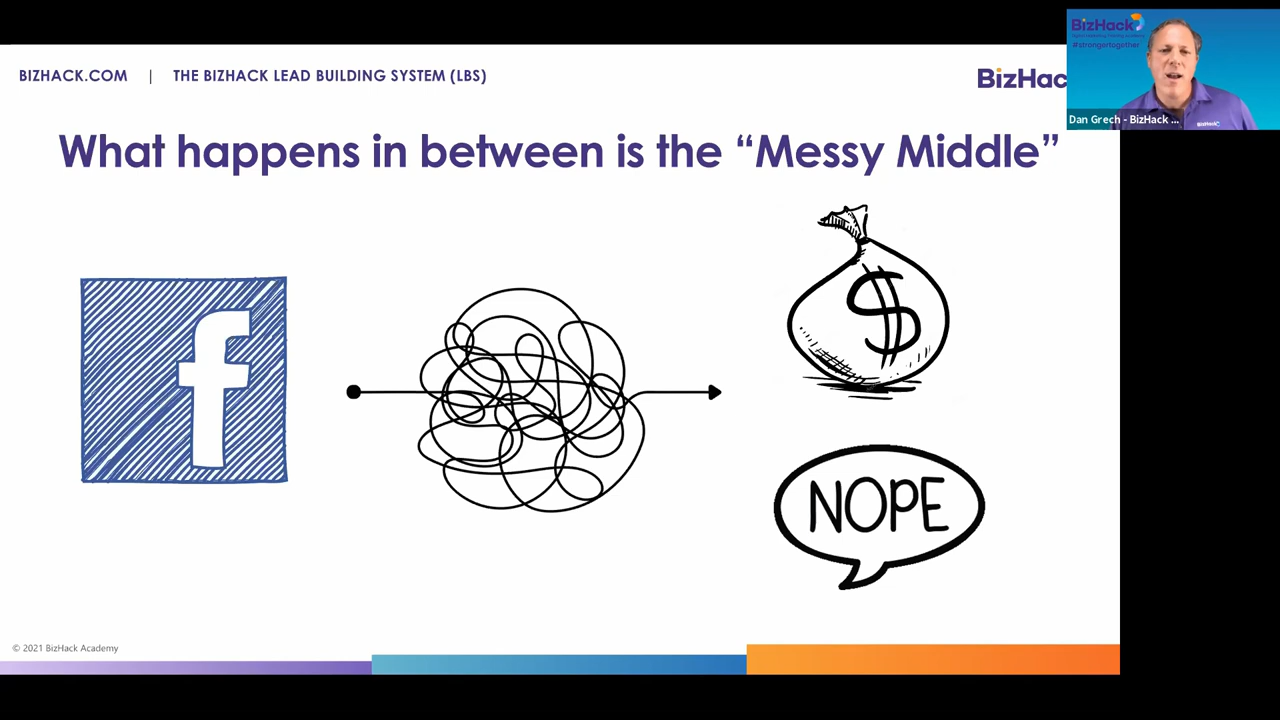 BIZHACK.COM | THE BIZHACK LEAD BUILDING SYSTEM (LBS)
BizHac
BizHack
#strongertogether
Dan Grech - BizHack ...
BizHack
What happens in between is the “Messy Middle”
f
$
NOPE
© 2021 BizHack Academy